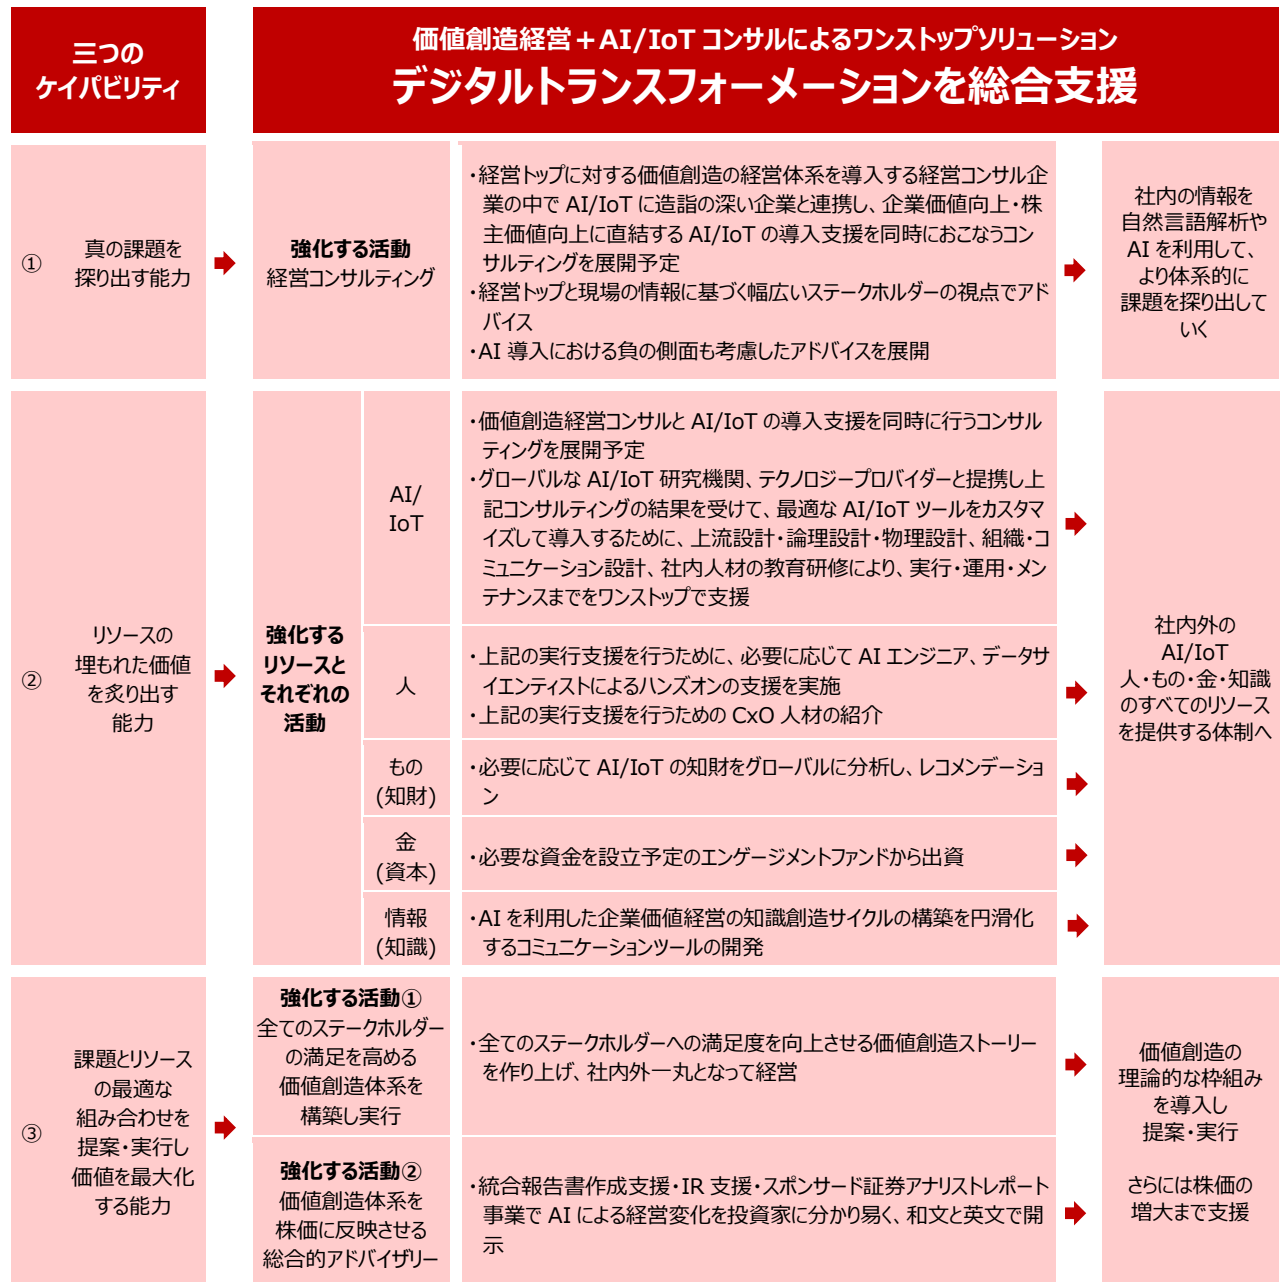 三つの
ケイパビリティ
価値創造経営＋AI/IoT コンサルによるワンストップソリューション
デジタルトランスフォーメーションを総合支援
①
真の課題を
探り出す能力
強化する活動
経営コンサルティング
・経営トップに対する価値創造の経営体系を導入する経営コンサル企
業の中で AI/IoT に造詣の深い企業と連携し、企業価値向上・株
主価値向上に直結する AI/IoT の導入支援を同時におこなうコン
サルティングを展開予定
・経営トップと現場の情報に基づく幅広いステークホルダーの視点でアド
バイス
・AI 導入における負の側面も考慮したアドバイスを展開
社内の情報を
自然言語解析や
AI を利用して、
より体系的に
課題を探り出して
いく
②
リソースの
埋もれた価値
を炙り出す
能力
強化する
リソースと
それぞれの
活動
AI/
IoT
・価値創造経営コンサルと AI/IoT の導入支援を同時に行うコンサル
ティングを展開予定
・グローバルな AI/IoT 研究機関、テクノロジープロバイダーと提携し上
記コンサルティングの結果を受けて、最適な AI/IoT ツールをカスタマ
イズして導入するために、上流設計・論理設計・物理設計、組織・コ
ミュニケーション設計、社内人材の教育研修により、実行・運用・メン
テナンスまでをワンストップで支援
人
・上記の実行支援を行うために、必要に応じて AI エンジニア、データサ
イエンティストによるハンズオンの支援を実施
・上記の実行支援を行うための CxO 人材の紹介
もの
(知財)
・必要に応じて AI/IoT の知財をグローバルに分析し、レコメンデーショ
ン
金
(資本)
・必要な資金を設立予定のエンゲージメントファンドから出資
情報
(知識)
・AI を利用した企業価値経営の知識創造サイクルの構築を円滑化
するコミュニケーションツールの開発
社内外の
AI/IoT
人・もの・金・知識
のすべてのリソース
を提供する体制へ
③
課題とリソース
の最適な
組み合わせを
提案・実行し
価値を最大化
する能力
強化する活動①
全てのステークホルダー
の満足を高める
価値創造体系を
構築し実行
・全てのステークホルダーへの満足度を向上させる価値創造ストーリー
を作り上げ、社内外一丸となって経営
強化する活動②
価値創造体系を
株価に反映させる
総合的アドバイザリー
・統合報告書作成支援・IR 支援・スポンサード証券アナリストレポート
事業で AI による経営変化を投資家に分かり易く、和文と英文で開
示
価値創造の
理論的な枠組み
を導入し
提案・実行
さらには株価の
増大まで支援